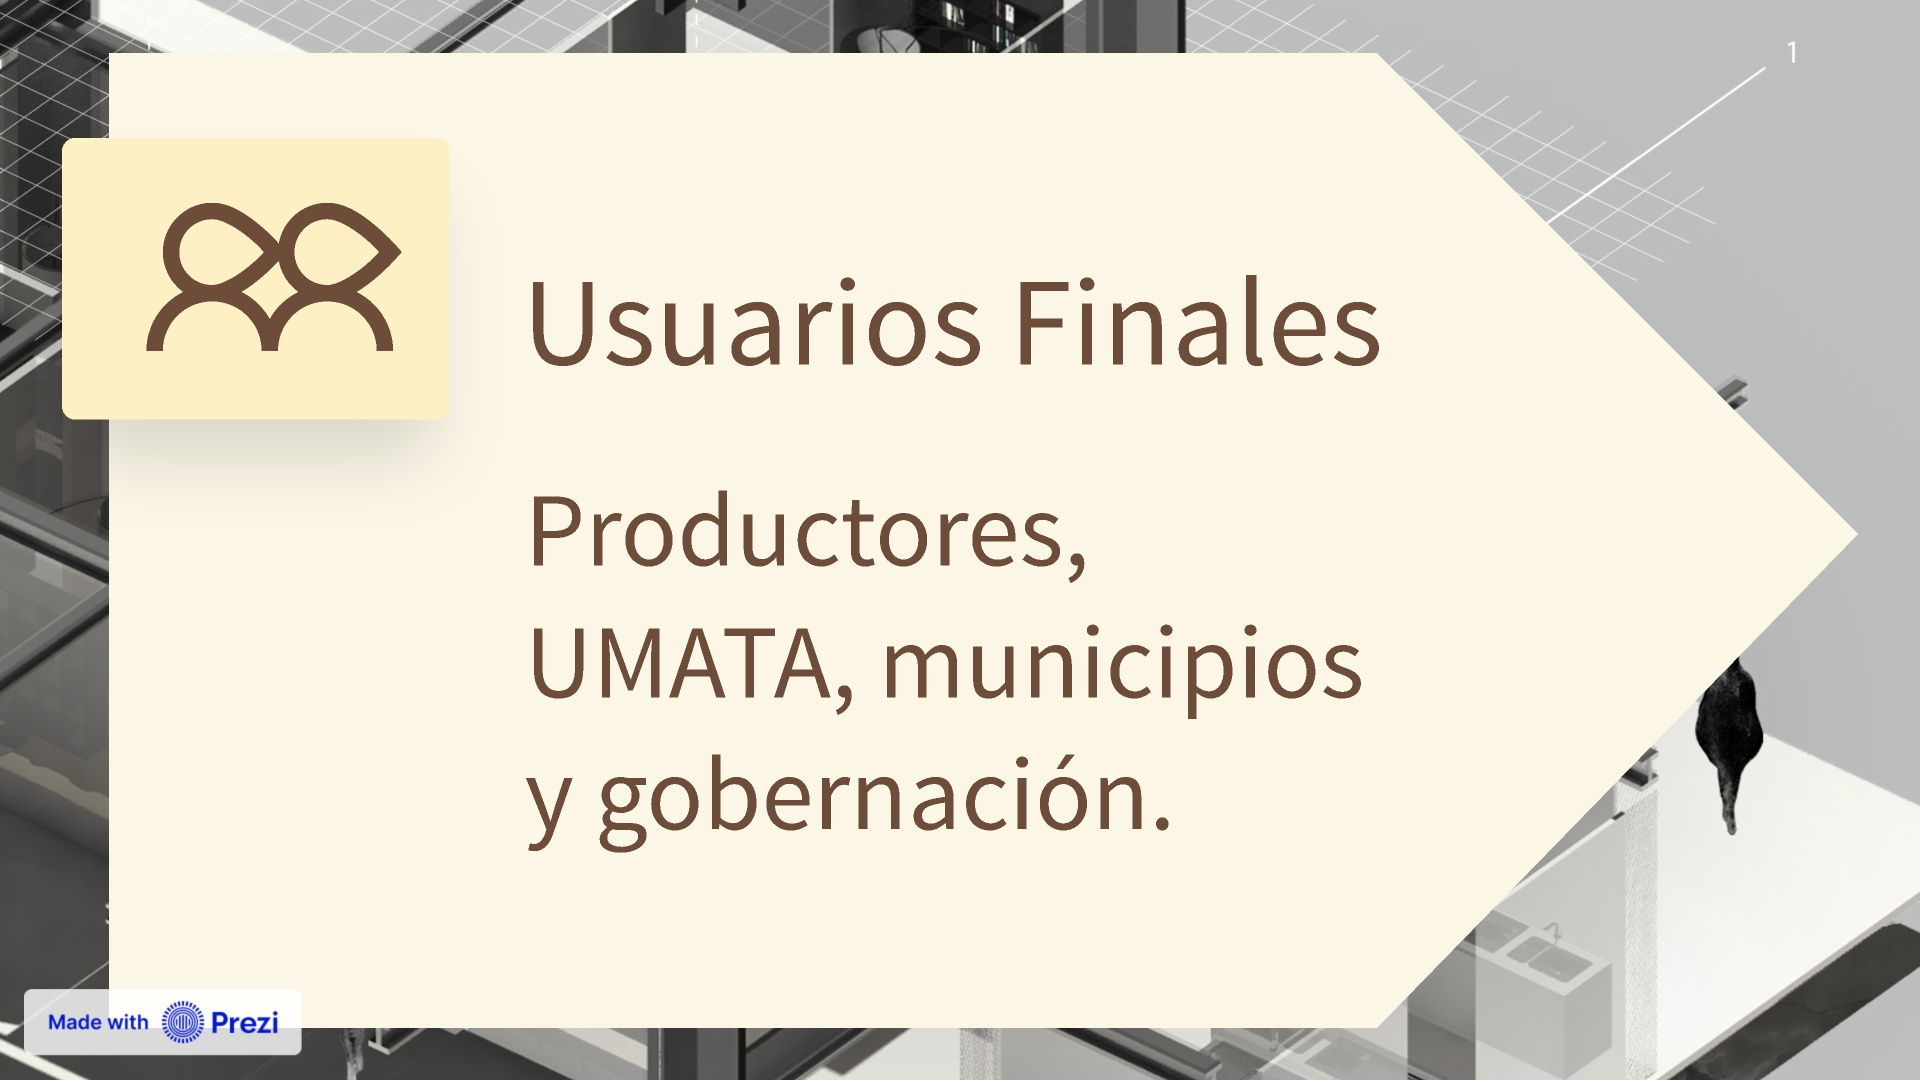 1
Usuarios Finales
Productores,
UMATA, municipios
y gobernación.
Made with Prezi